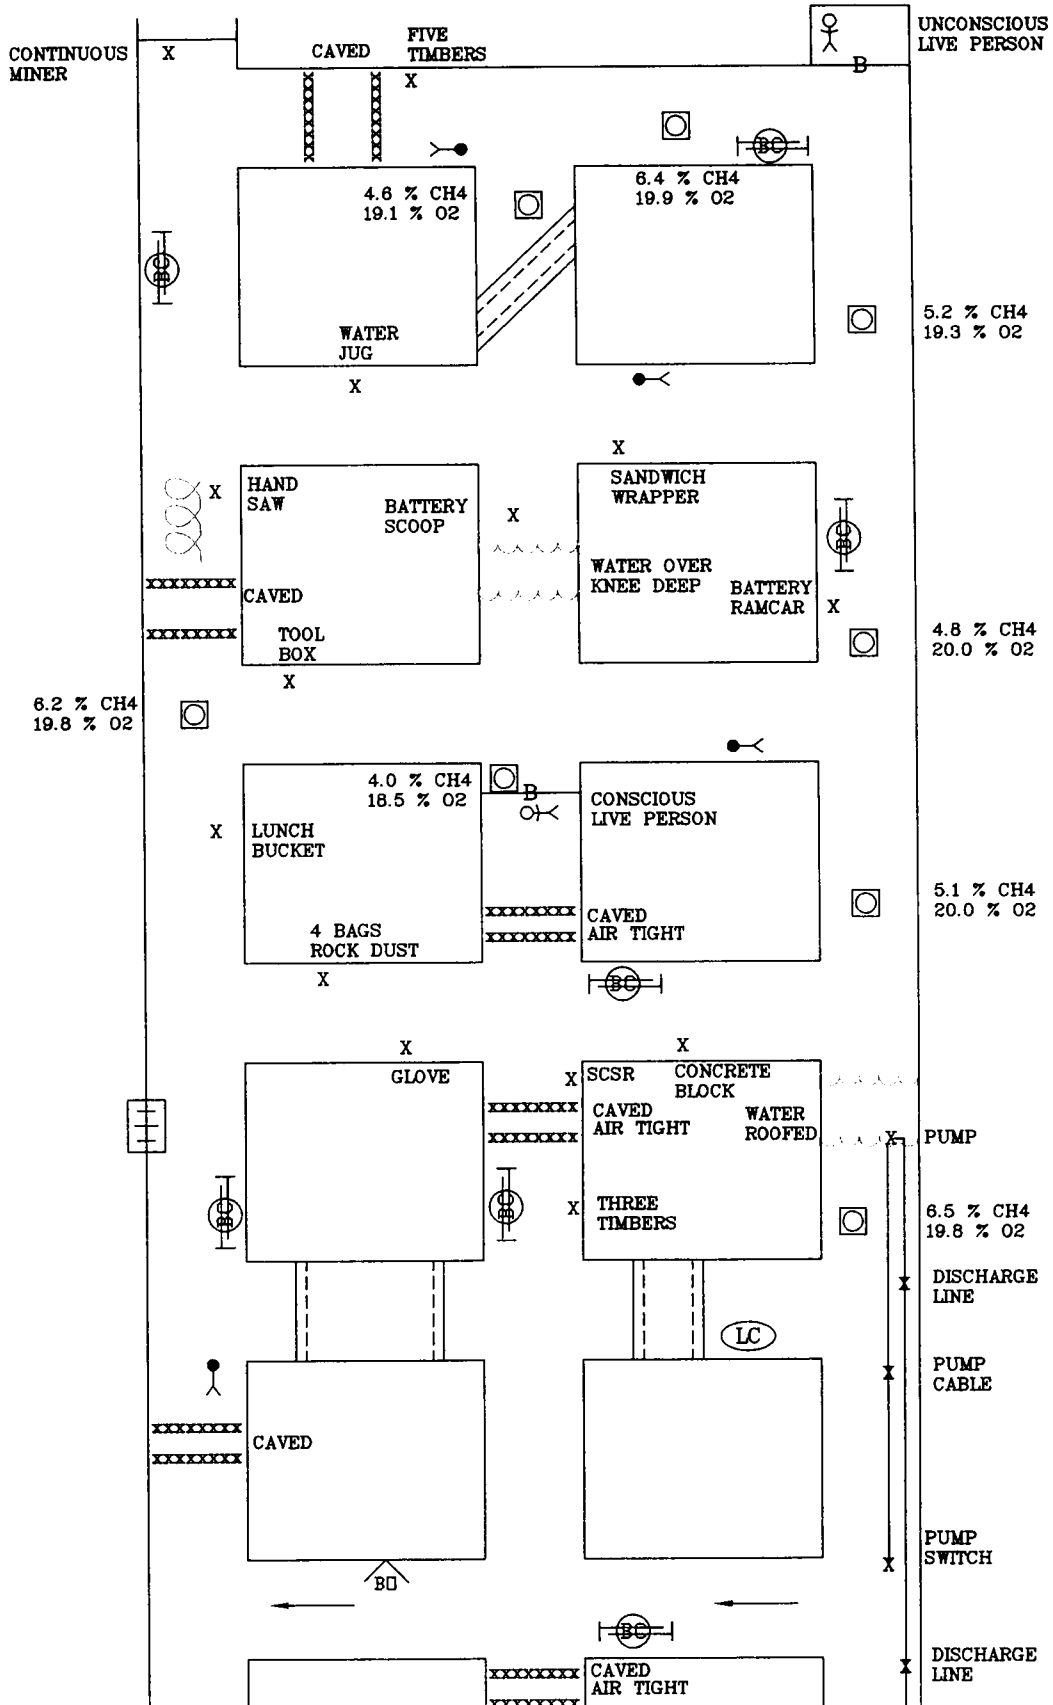 UNCONSCIOUS
LIVE PERSON
CONTINUOUS
MINER
X
CAVED
FIVE
TIMBERS
X
B
BC
4.6 % CH4
19.1 % O2
6.4 % CH4
19.9 % O2
BC
WATER
JUG
X
5.2 % CH4
19.3 % O2
X
HAND
SAW
X
BATTERY
SCOOP
X
SANDWICH
WRAPPER
BC
CAVED
WATER OVER
KNEE DEEP
BATTERY
RAMCAR
X
TOOL
BOX
X
4.8 % CH4
20.0 % O2
6.2 % CH4
19.8 % O2
4.0 % CH4
18.5 % O2
B
CONSCIOUS
LIVE PERSON
X
LUNCH
BUCKET
4 BAGS
ROCK DUST
X
CAVED
AIR TIGHT
5.1 % CH4
20.0 % O2
BC
X
GLOVE
X
X
SCSR
CONCRETE
BLOCK
CAVED
AIR TIGHT
WATER
ROOFED
X
PUMP
BC
BC
X
THREE
TIMBERS
6.5 % CH4
19.8 % O2
DISCHARGE
LINE
X
LC
PUMP
CABLE
X
CAVED
PUMP
SWITCH
X
B
BC
CAVED
AIR TIGHT
DISCHARGE
LINE
X